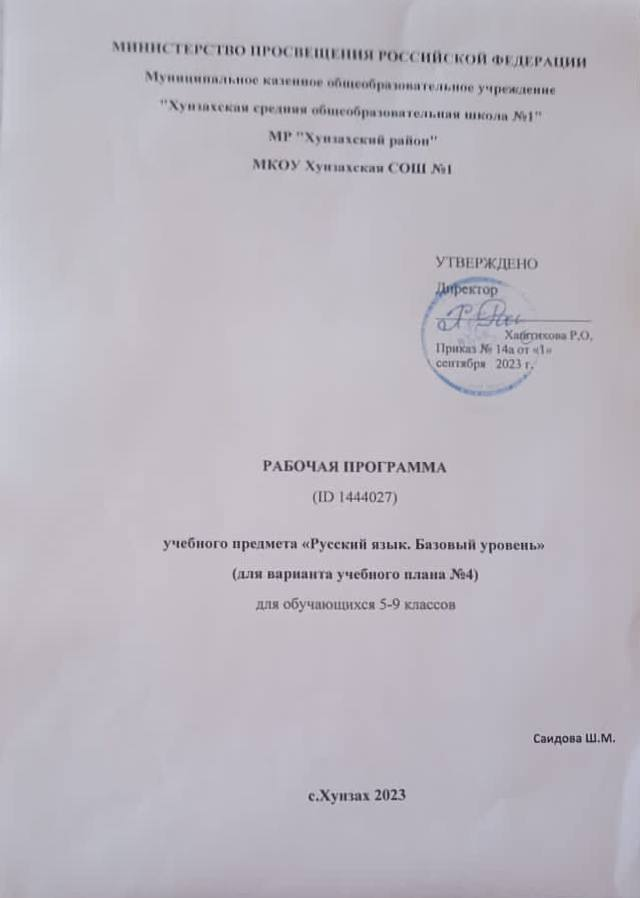 МИНИСТЕРСТВО ПРОСВЕЩЕНИЯ РОССИЙСКОЙ ФЕДЕРАЦИИ
Муниципальное казенное общеобразовательное учреждение
"Хунзахская средняя общеобразовательная школа №1"
МР "Хунзахский район"
МКОУ Хунзахская СОШ №1
УТВЕРЖДЕНО
Директор
Р.О.
Приказ № 14а от «1»
сентября 2023 г.
РАБОЧАЯ ПРОГРАММА
(ID 1444027)
учебного предмета «Русский язык. Базовый уровень»
(для варианта учебного плана №4)
для обучающихся 5-9 классов
Саидова Ш.М.
с.Хунзах 2023